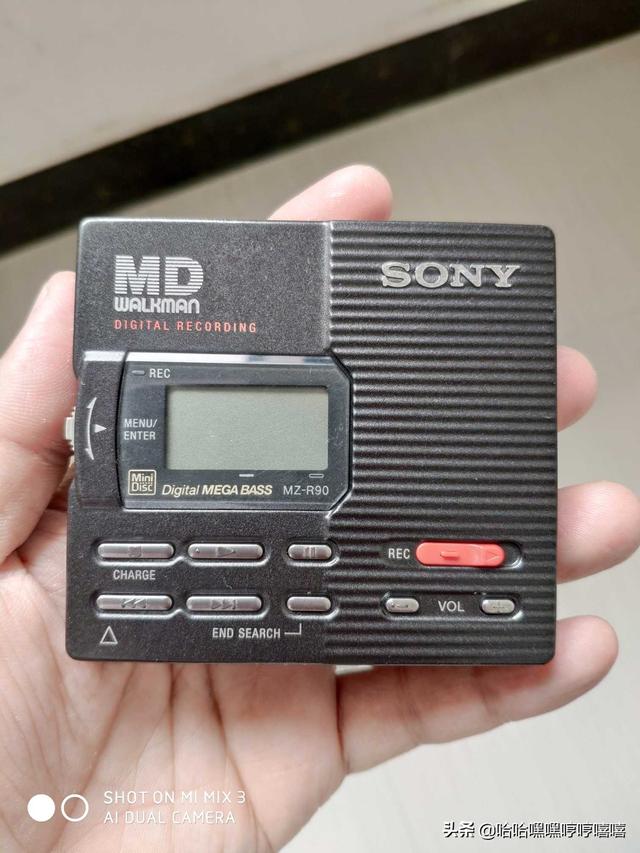 MD
WALKMAN
DIGITAL RECORDING
SONY
REC
MENU/
ENTER
Mini
Disc
Digital MEGA BASS MZ-R90
REC
CHARGE
VOL
END SEARCH
SHOT ON MI MIX 3
AI DUAL CAMERA
头条 @哈哈嘿嘿哼哼嘻嘻